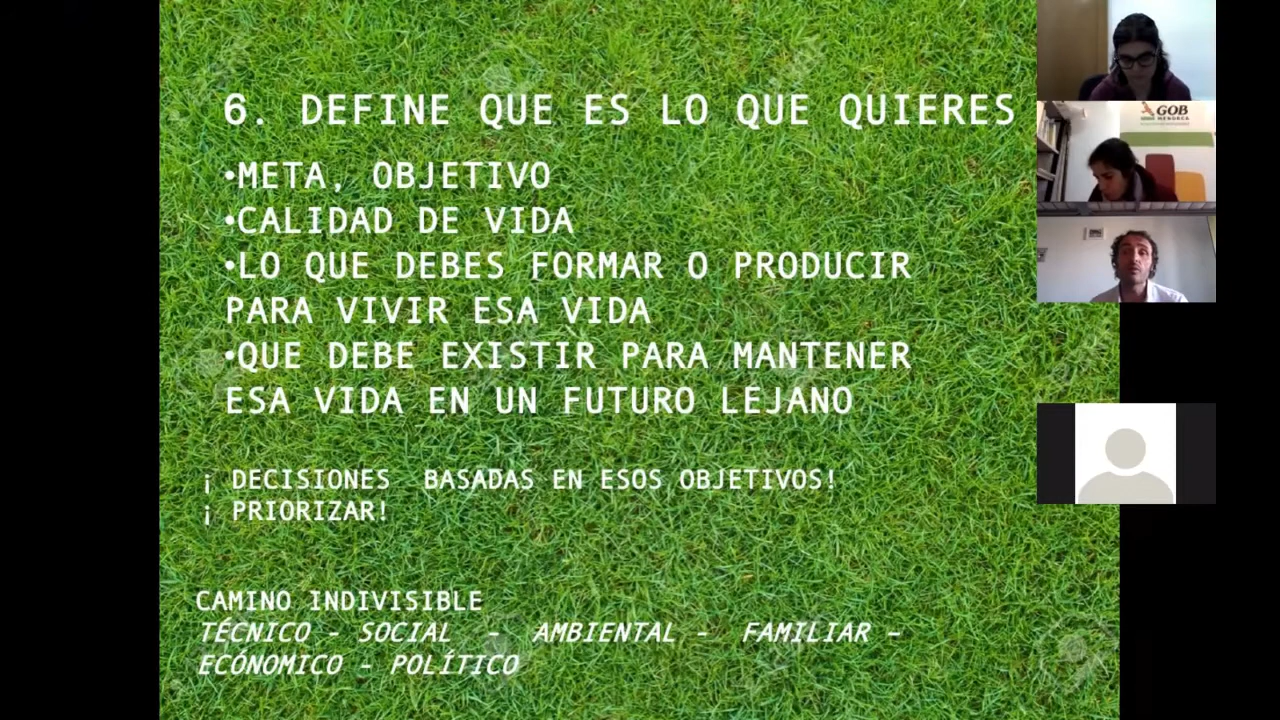 6. DEFINE QUE ES LO QUE QUIERES
•META, OBJETIVO
•CALIDAD DE VIDA
•LO QUE DEBES FORMAR O PRODUCIR
PARA VIVIR ESA VIDA
•QUE DEBE EXISTIR PARA MANTENER
ESA VIDA EN UN FUTURO LEJANO
¡ DECISIONES BASADAS EN ESOS OBJETIVOS!
¡ PRIORIZAR!
CAMINO INDIVISIBLE
TÉCNICO - SOCIAL - AMBIENTAL - FAMILIAR –
ECÓNOMICO - POLÍTICO
GOB
MENORCA